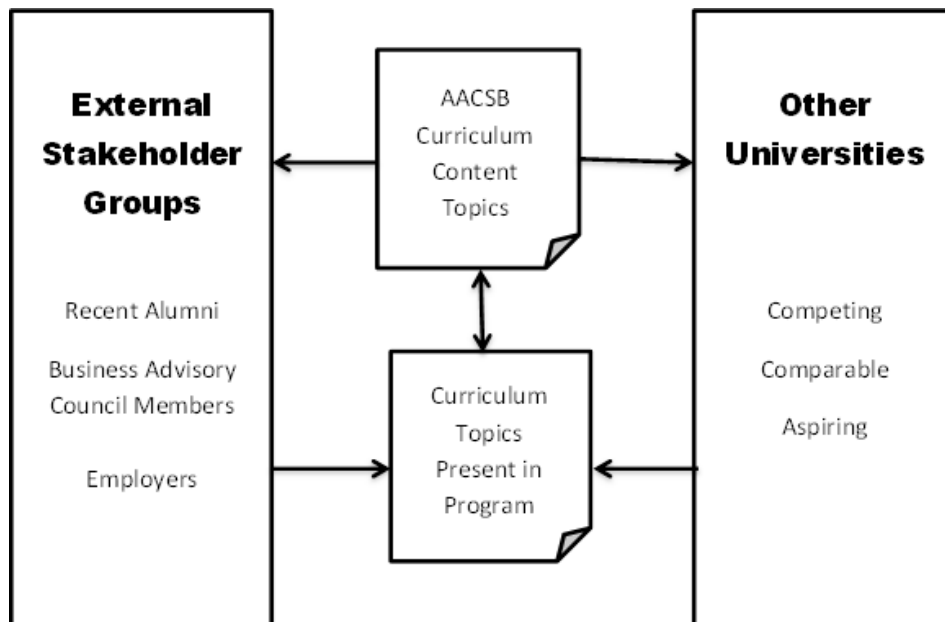 External
Stakeholder
Groups
Recent Alumni
Business Advisory
Council Members
Employers
AACSB
Curriculum
Content
Topics
Curriculum
Topics
Present in
Program
Other
Universities
Competing
Comparable
Aspiring